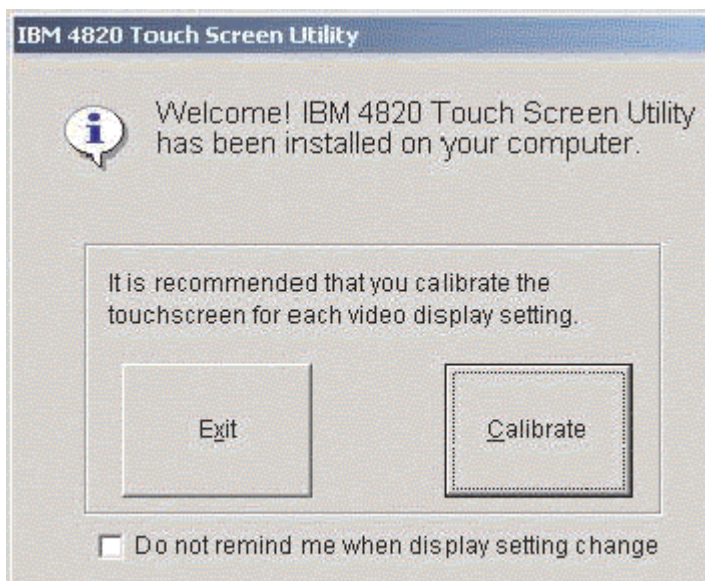 IBM 4820 Touch Screen Utility
Welcome! IBM 4820 Touch Screen Utility
has been installed on your computer.
It is recommended that you calibrate the
touchscreen for each video display setting.
Exit
Calibrate
Do not remind me when display setting change